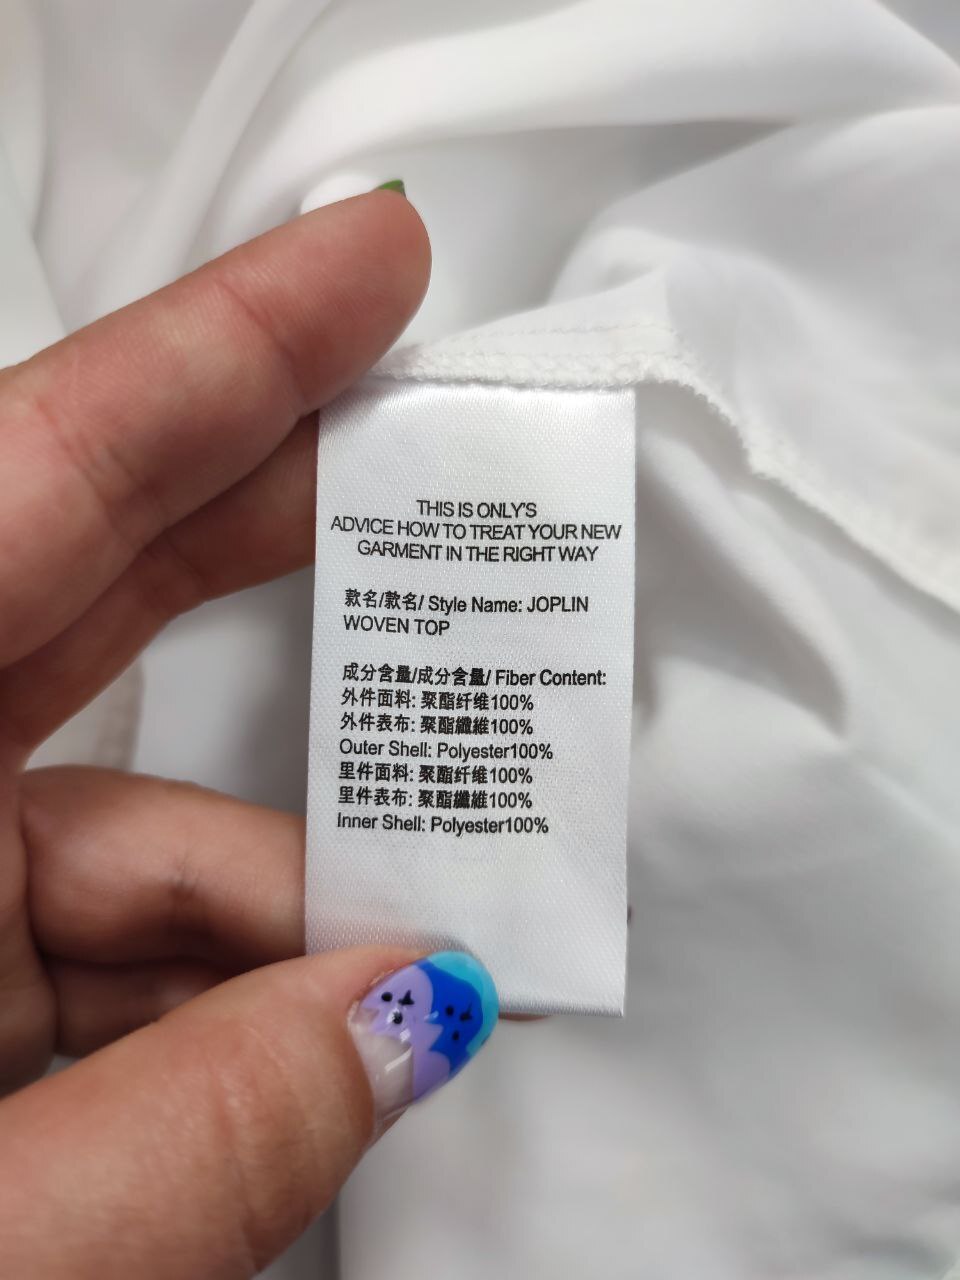 THIS IS ONLY'S
ADVICE HOW TO TREAT YOUR NEW
GARMENT IN THE RIGHT WAY
款名/款名/ Style Name: JOPLIN
WOVEN TOP
成分含量/成分含量/ Fiber Content:
外件面料: 聚酯纤维100%
外件表布: 聚酯纖維100%
Outer Shell: Polyester100%
里件面料: 聚酯纤维100%
里件表布: 聚酯纖維100%
Inner Shell: Polyester100%